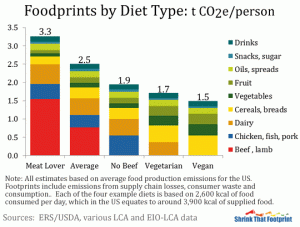 Foodprints by Diet Type: t CO2e/person
3.5
3.0
2.5
2.0
1.5
1.0
0.5
0.0
3.3
2.5
1.9
1.7
1.5
Meat Lover
Average
No Beef
Vegetarian
Vegan
Drinks
Snacks, sugar
Oils, spreads
Fruit
Vegetables
Cereals, breads
Dairy
Chicken, fish, pork
Beef , lamb
Note: All estimates based on average food production emissions for the US.
Footprints include emissions from supply chain losses, consumer waste and
consumption.. Each of the four example diets is based on 2,600 kcal of food
consumed per day, which in the US equates to around 3,900 kcal of supplied food.
Sources: ERS/USDA, various LCA and EIO-LCA data
Shrink That Footprint